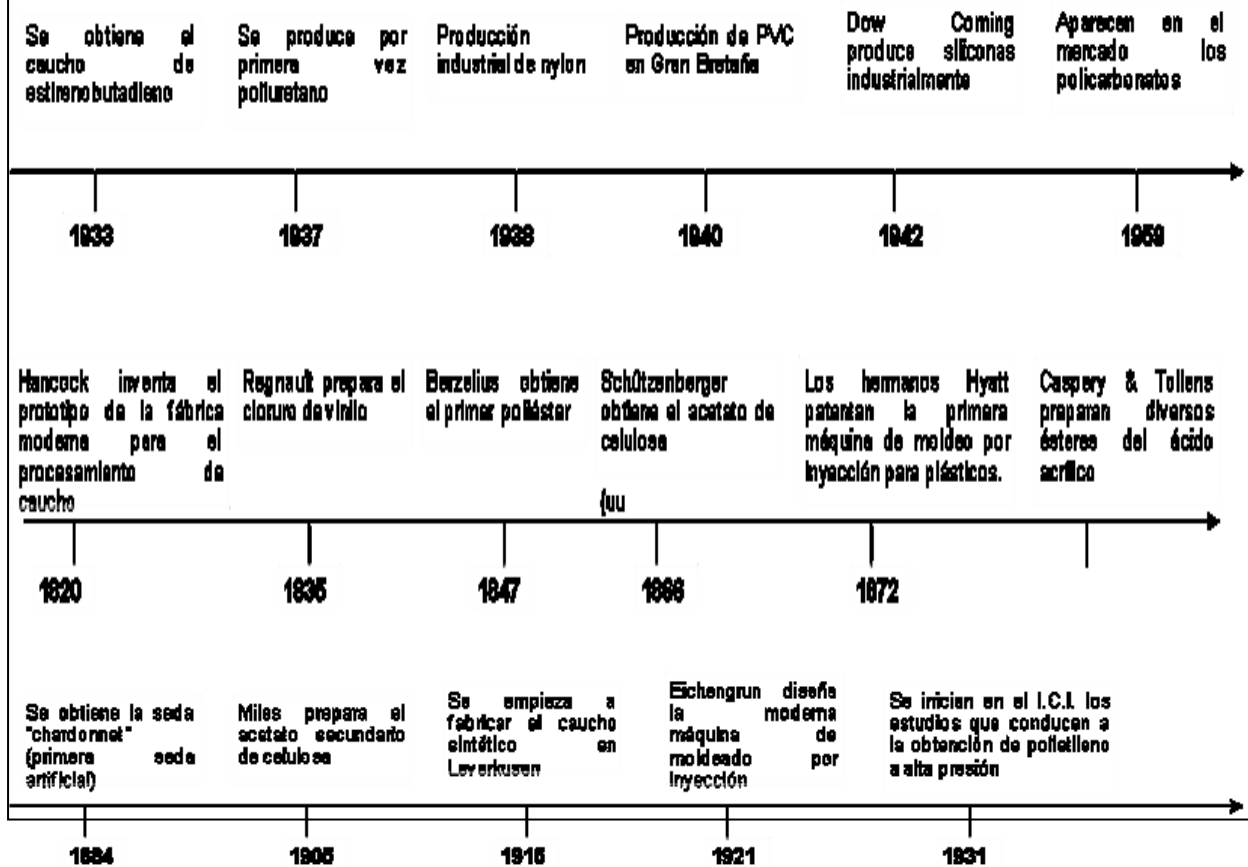 Se obtiene el
caucho de
estirenobutadieno
Se produce por
primera vez
poliuretano
Producción
industrial de nylon
Producción de PVC
en Gran Bretaña
Dow Corning
produce siliconas
industrialmente
Aparecen en el
mercado los
policarbonatos
1933
1937
1938
1940
1942
1959
Hancock inventa el
prototipo de la fábrica
moderna para el
procesamiento de
caucho
Regnault prepara el
cloruro de vinilo
Berzelius obtiene
el primer poliéster
Schützenberger
obtiene el acetato de
celulosa
(uu
Los hermanos Hyatt
patentan la primera
máquina de moldeo por
inyección para plásticos.
Caspery & Tollens
preparan diversos
ésteres del ácido
acrílico
1820
1835
1847
1872
Se obtiene la seda
"chardonnet"
(primera seda
artificial)
Miles prepara el
acetato secundario
de celulosa
Se empieza a
fabricar el caucho
sintético en
Leverkusen
Eichengrun diseña
la moderna
máquina de
moldeado por
Inyección
Se inician en el I.C.I. los
estudios que conducen a
la obtención de polietileno
a alta presión
1884
1905
1921
1931